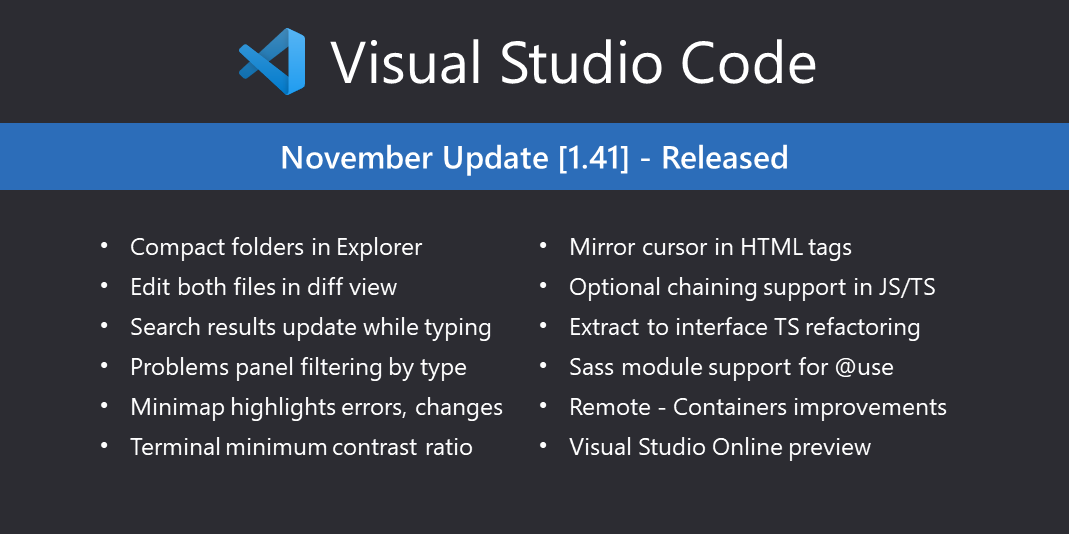 Visual Studio Code
November Update [1.41] - Released
• Compact folders in Explorer
• Edit both files in diff view
• Search results update while typing
• Problems panel filtering by type
• Minimap highlights errors, changes
• Terminal minimum contrast ratio
• Mirror cursor in HTML tags
• Optional chaining support in JS/TS
• Extract to interface TS refactoring
• Sass module support for @use
• Remote - Containers improvements
• Visual Studio Online preview